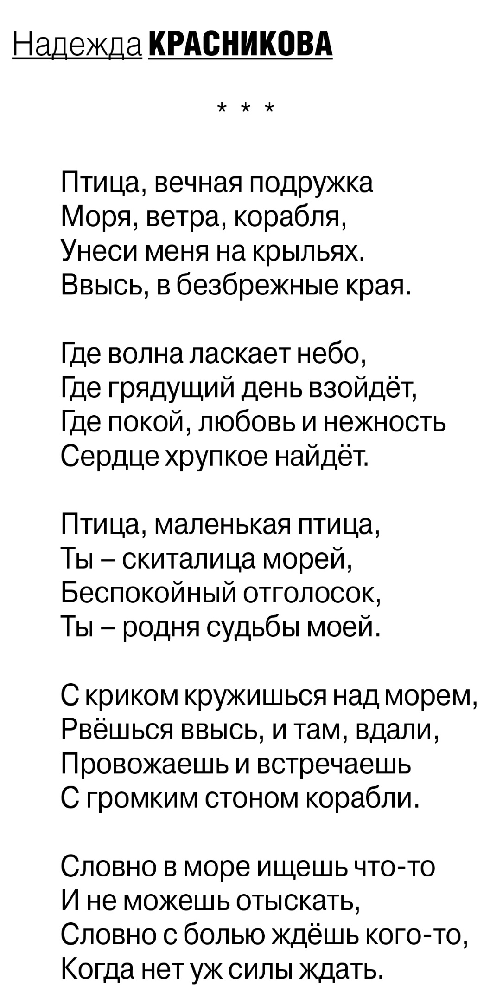 Надежда КРАСНИКОВА
* * *
Птица, вечная подружка
Моря, ветра, корабля,
Унеси меня на крыльях.
Ввысь, в безбрежные края.
Где волна ласкает небо,
Где грядущий день взойдёт,
Где покой, любовь и нежность
Сердце хрупкое найдёт.
Птица, маленькая птица,
Ты – скиталица морей,
Беспокойный отголосок,
Ты – родня судьбы моей.
С криком кружишься над морем,
Рвёшься ввысь, и там, вдали,
Провожаешь и встречаешь
С громким стоном корабли.
Словно в море ищешь что-то
И не можешь отыскать,
Словно с болью ждёшь кого-то,
Когда нет уж силы ждать.